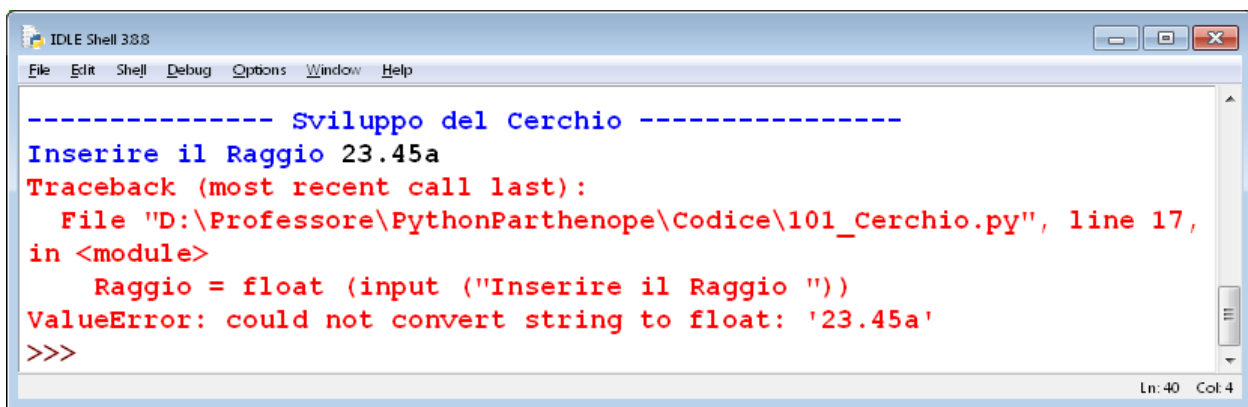 IDLE Shell 3.8.8
File Edit Shell Debug Options Window Help
--------------- Sviluppo del Cerchio ----------------
Inserire il Raggio 23.45a
Traceback (most recent call last):
  File "D:\Professore\PythonParthenope\Codice\101_Cerchio.py", line 17,
in <module>
    Raggio = float (input ("Inserire il Raggio "))
ValueError: could not convert string to float: '23.45a'
>>>
Ln: 40 Col: 4